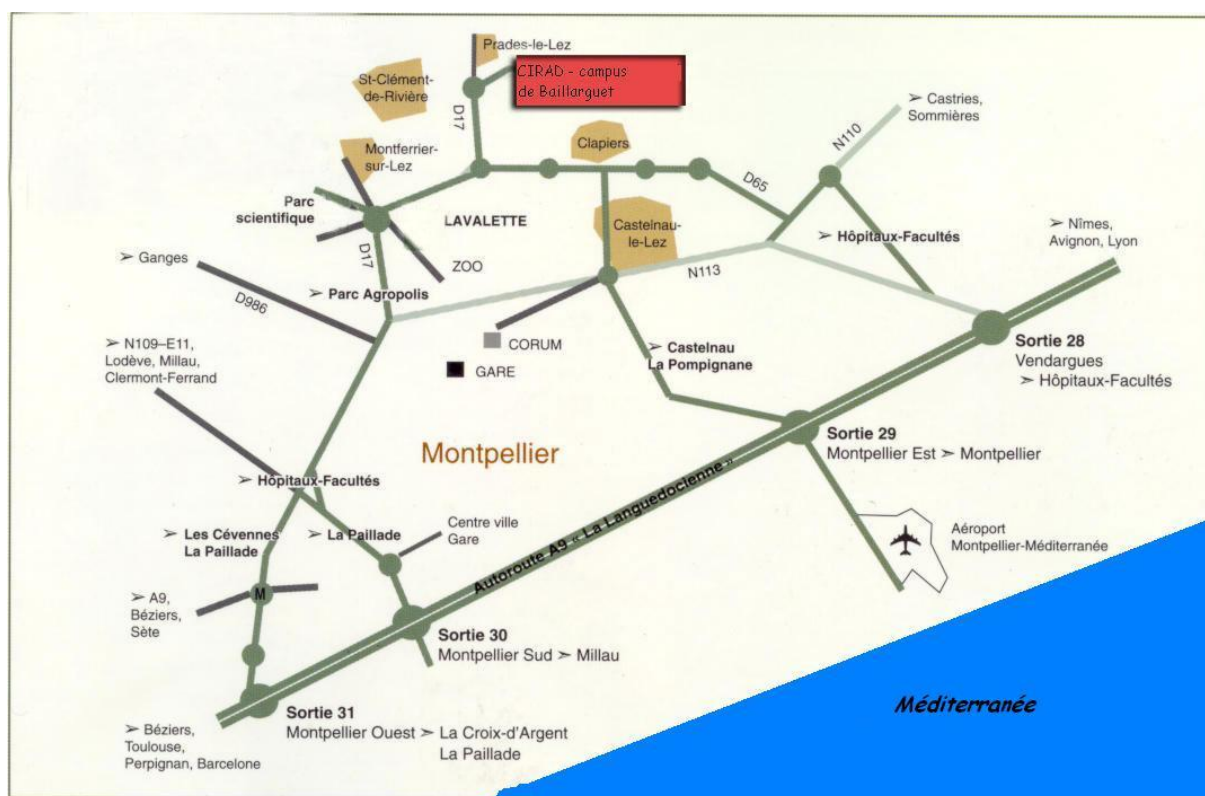 Prades-le-Lez
CIRAD - campus
de Baillarguet
St-Clément-
de-Rivière
D17
Clapiers
N110
➢ Castries,
Sommières
Montferrier-
sur-Lez
D65
Parc
scientifique
LAVALETTE
Castelnau-
le-Lez
➢ Hôpitaux-Facultés
➢ Nîmes,
Avignon, Lyon
D17
ZOO
N113
➢ Ganges
D986
➢ Parc Agropolis
➢ N109–E11,
Lodève, Millau,
Clermont-Ferrand
CORUM
GARE
➢ Castelnau
La Pompignane
Sortie 28
Vendargues
➢ Hôpitaux-Facultés
Montpellier
Sortie 29
Montpellier Est ➢ Montpellier
Autoroute A9 « La Languedocienne »
➢ Hôpitaux-Facultés
➢ Les Cévennes
La Paillade
➢ La Paillade
Centre ville
Gare
Aéroport
Montpellier-Méditerranée
M
➢ A9,
Béziers,
Sète
Sortie 30
Montpellier Sud ➢ Millau
Méditerranée
Sortie 31
Montpellier Ouest ➢ La Croix-d'Argent
La Paillade
➢ Béziers,
Toulouse,
Perpignan, Barcelone